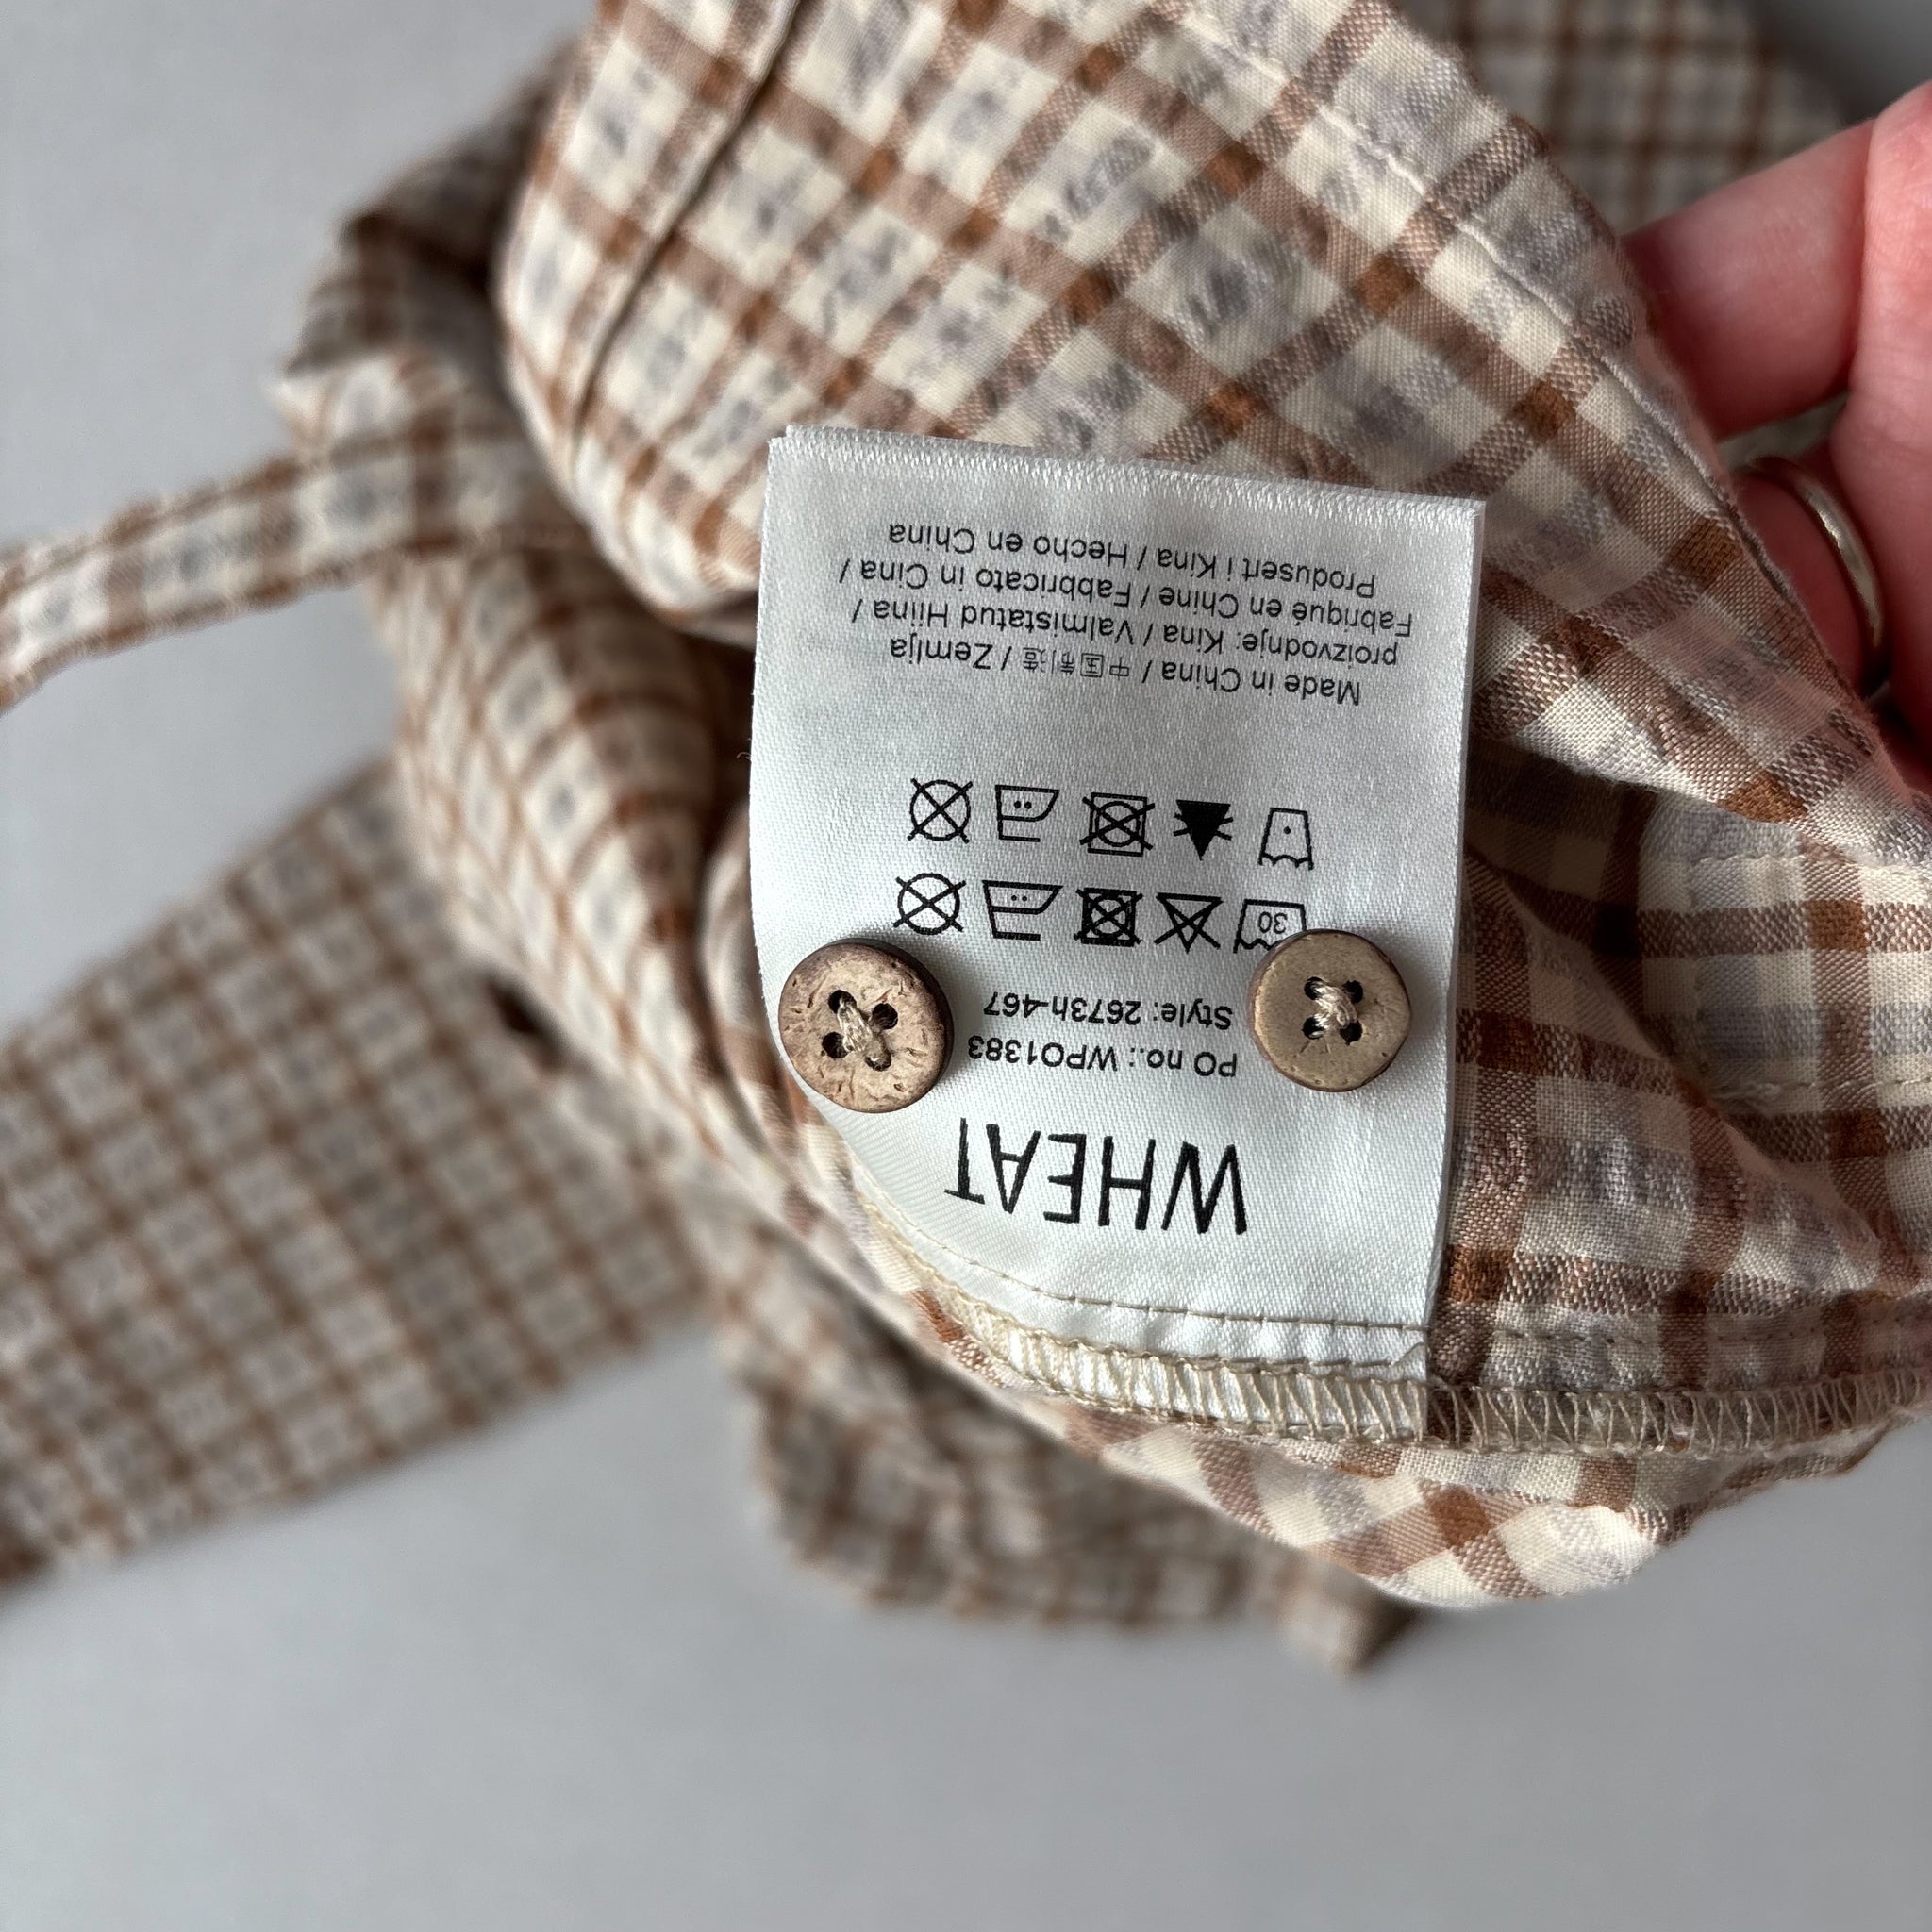 WHEAT
PO no.: WPO1383
Style: 2673h-467
30
Made in China / 中国制造 / Zemlja
proizvodnje: Kina / Valmistatud Hiina /
Fabriqué en Chine / Fabbricato in Cina /
Produsert i Kina / Hecho en China